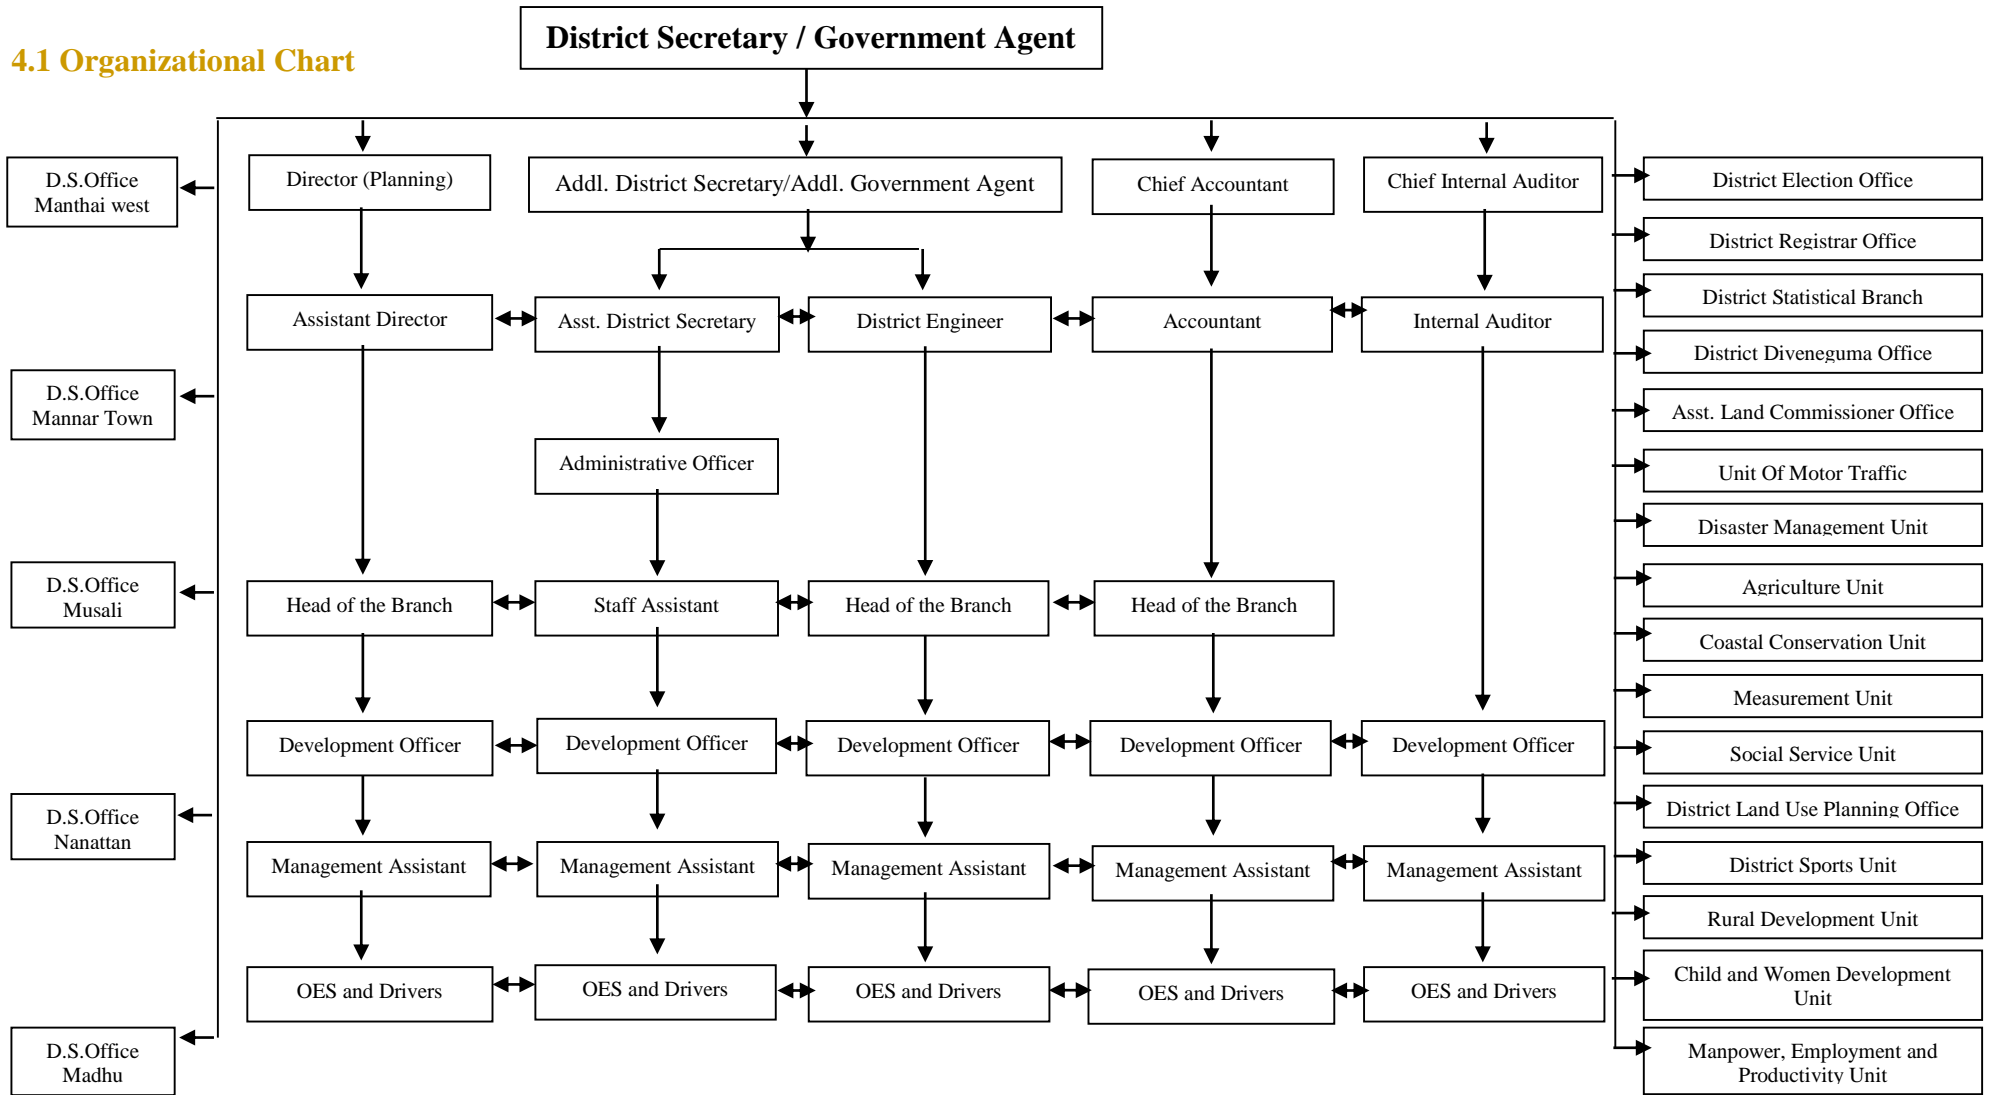 District Secretary / Government Agent
4.1 Organizational Chart
D.S.Office
Manthai west
Director (Planning)
Addl. District Secretary/Addl. Government Agent
Chief Accountant
Chief Internal Auditor
District Election Office
District Registrar Office
District Statistical Branch
Assistant Director
Asst. District Secretary
District Engineer
Accountant
Internal Auditor
District Diveneguma Office
D.S.Office
Mannar Town
Asst. Land Commissioner Office
Administrative Officer
Unit Of Motor Traffic
Disaster Management Unit
D.S.Office
Musali
Head of the Branch
Staff Assistant
Head of the Branch
Head of the Branch
Agriculture Unit
Coastal Conservation Unit
Measurement Unit
Development Officer
Development Officer
Development Officer
Development Officer
Development Officer
Social Service Unit
D.S.Office
Nanattan
District Land Use Planning Office
Management Assistant
Management Assistant
Management Assistant
Management Assistant
Management Assistant
District Sports Unit
Rural Development Unit
OES and Drivers
OES and Drivers
OES and Drivers
OES and Drivers
OES and Drivers
Child and Women Development
Unit
D.S.Office
Madhu
Manpower, Employment and
Productivity Unit